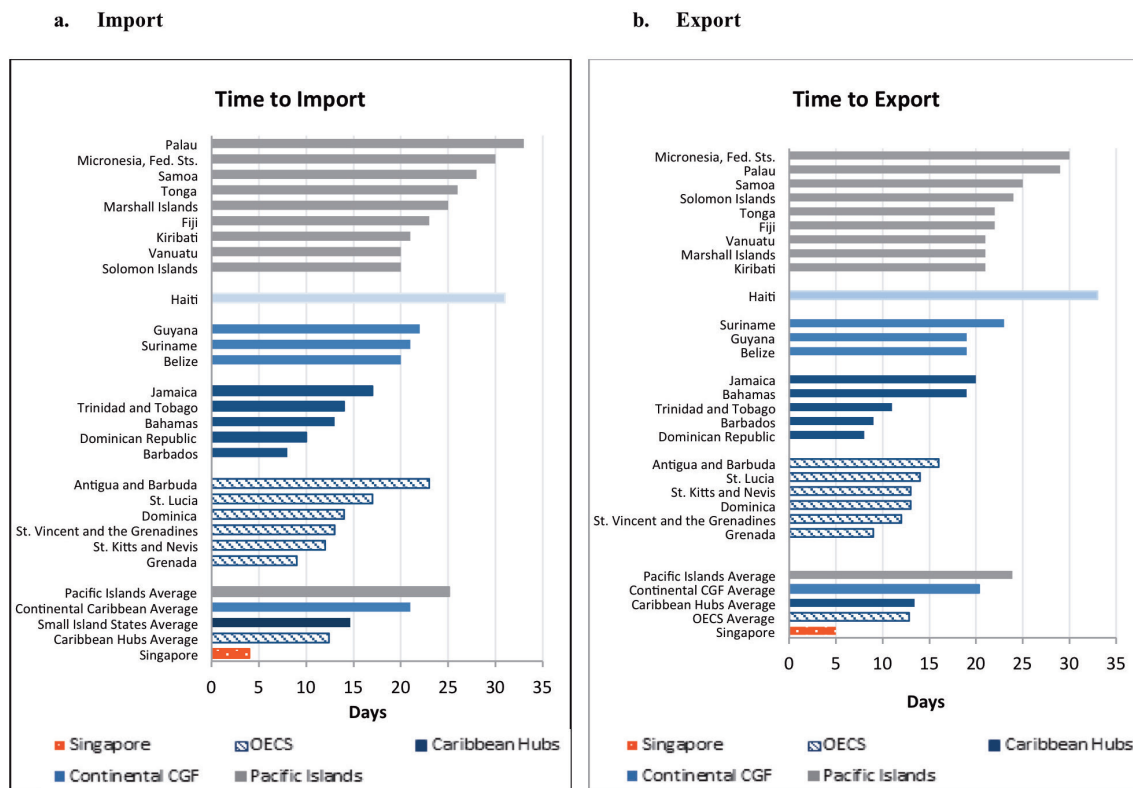 a. Import
Time to Import
Palau
Micronesia, Fed. Sts.
Samoa
Tonga
Marshall Islands
Fiji
Kiribati
Vanuatu
Solomon Islands
Haiti
Guyana
Suriname
Belize
Jamaica
Trinidad and Tobago
Bahamas
Dominican Republic
Barbados
Antigua and Barbuda
St. Lucia
Dominica
St. Vincent and the Grenadines
St. Kitts and Nevis
Grenada
Pacific Islands Average
Continental Caribbean Average
Small Island States Average
Caribbean Hubs Average
Singapore
0 5 10 15 20 25 30 35
Days
Singapore OECS Caribbean Hubs
Continental CGF Pacific Islands
b. Export
Time to Export
Micronesia, Fed. Sts.
Palau
Samoa
Solomon Islands
Tonga
Fiji
Vanuatu
Marshall Islands
Kiribati
Haiti
Suriname
Guyana
Belize
Jamaica
Bahamas
Trinidad and Tobago
Barbados
Dominican Republic
Antigua and Barbuda
St. Lucia
St. Kitts and Nevis
Dominica
St. Vincent and the Grenadines
Grenada
Pacific Islands Average
Continental CGF Average
Caribbean Hubs Average
OECS Average
Singapore
0 5 10 15 20 25 30 35
Days
Singapore OECS Caribbean Hubs
Continental CGF Pacific Islands